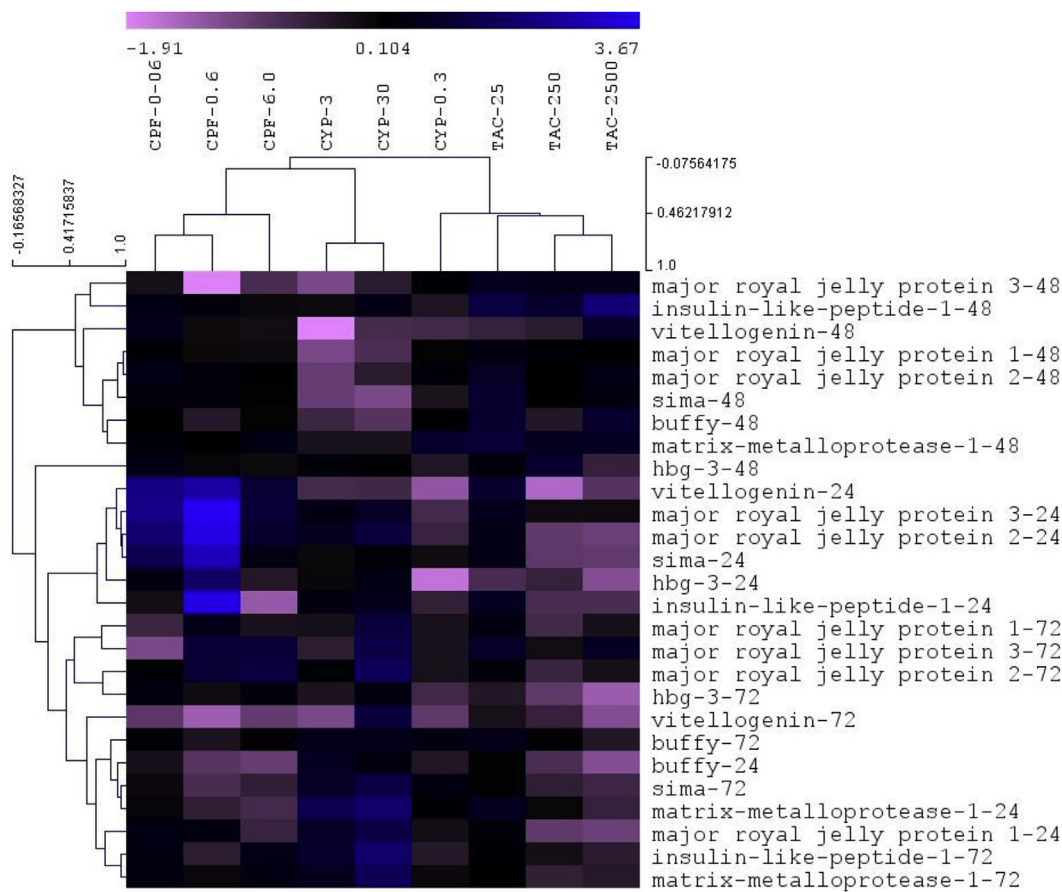 -1.91 0.104 3.67
CPF-0-06
CPF-0.6
CPF-6.0
CYP-3
CYP-30
CYP-0.3
TAC-25
TAC-250
TAC-2500
-0.07564175
0.46217912
1.0
-0.16568327
0.41715837
1.0
major royal jelly protein 3-48
insulin-like-peptide-1-48
vitellogenin-48
major royal jelly protein 1-48
major royal jelly protein 2-48
sima-48
buffy-48
matrix-metalloprotease-1-48
hbg-3-48
vitellogenin-24
major royal jelly protein 3-24
major royal jelly protein 2-24
sima-24
hbg-3-24
insulin-like-peptide-1-24
major royal jelly protein 1-72
major royal jelly protein 3-72
major royal jelly protein 2-72
hbg-3-72
vitellogenin-72
buffy-72
buffy-24
sima-72
matrix-metalloprotease-1-24
major royal jelly protein 1-24
insulin-like-peptide-1-72
matrix-metalloprotease-1-72